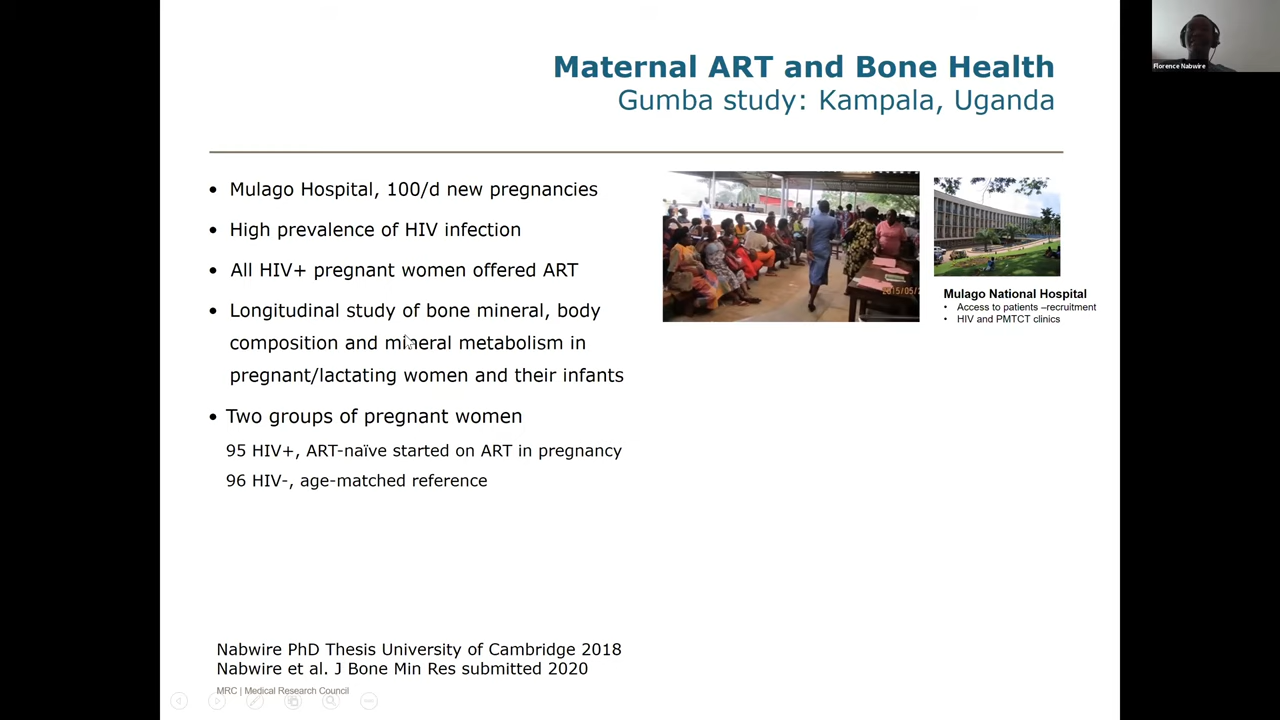 Maternal ART and Bone Health
Gumba study: Kampala, Uganda
• Mulago Hospital, 100/d new pregnancies
• High prevalence of HIV infection
• All HIV+ pregnant women offered ART
• Longitudinal study of bone mineral, body
composition and mineral metabolism in
pregnant/lactating women and their infants
• Two groups of pregnant women
95 HIV+, ART-naïve started on ART in pregnancy
96 HIV-, age-matched reference
Mulago National Hospital
• Access to patients –recruitment
• HIV and PMTCT clinics
Nabwire PhD Thesis University of Cambridge 2018
Nabwire et al. J Bone Min Res submitted 2020
MRC | Medical Research Council
Florence Nabwire